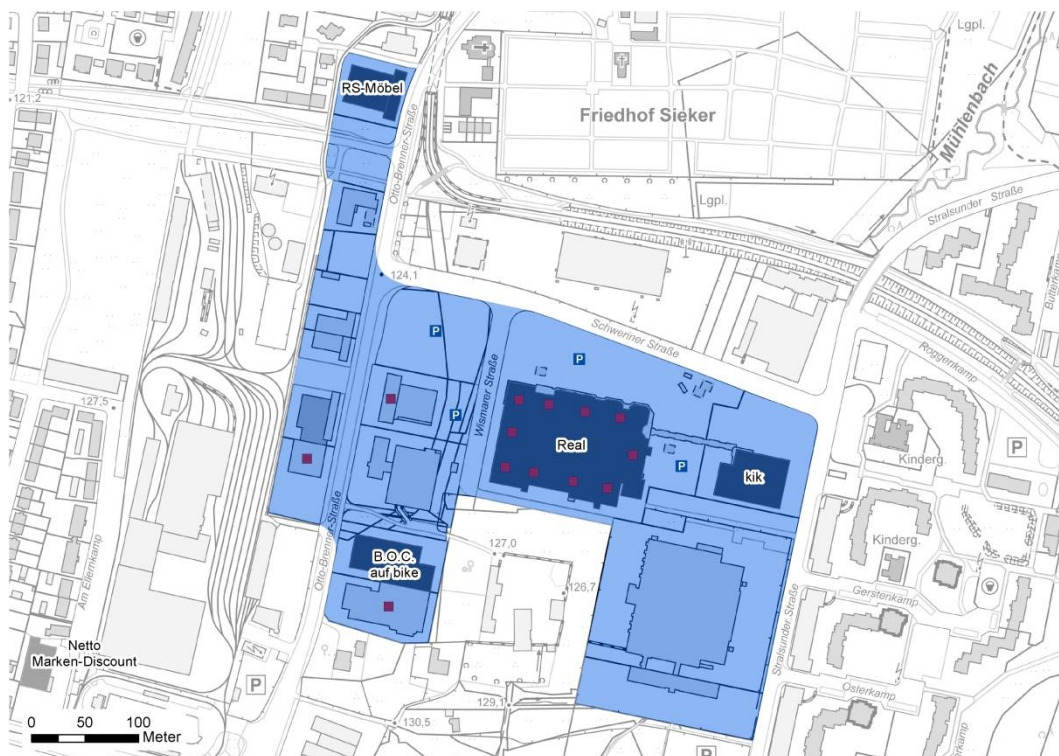 Lgpl.
RS-Möbel
121,2
Friedhof Sieker
Mühlenbach
Otto-Brenner-Straße
Lgpl.
Stralsunder Straße
T.
Butterkamp
124,1
P
Schweriner Straße
P
Roggenkamp
127,5
Wismarer Straße
P
Real
P
kik
Kinderg.
P
Am Ellernkamp
Otto-Brenner-Straße
B.O.C.
auf bike
127,0
126,7
Kinderg.
Gerstenkamp
Stralsunder Straße
Netto
Marken-Discount
P
129,1
130,5
Osterkamp
P
0 50 100
Meter